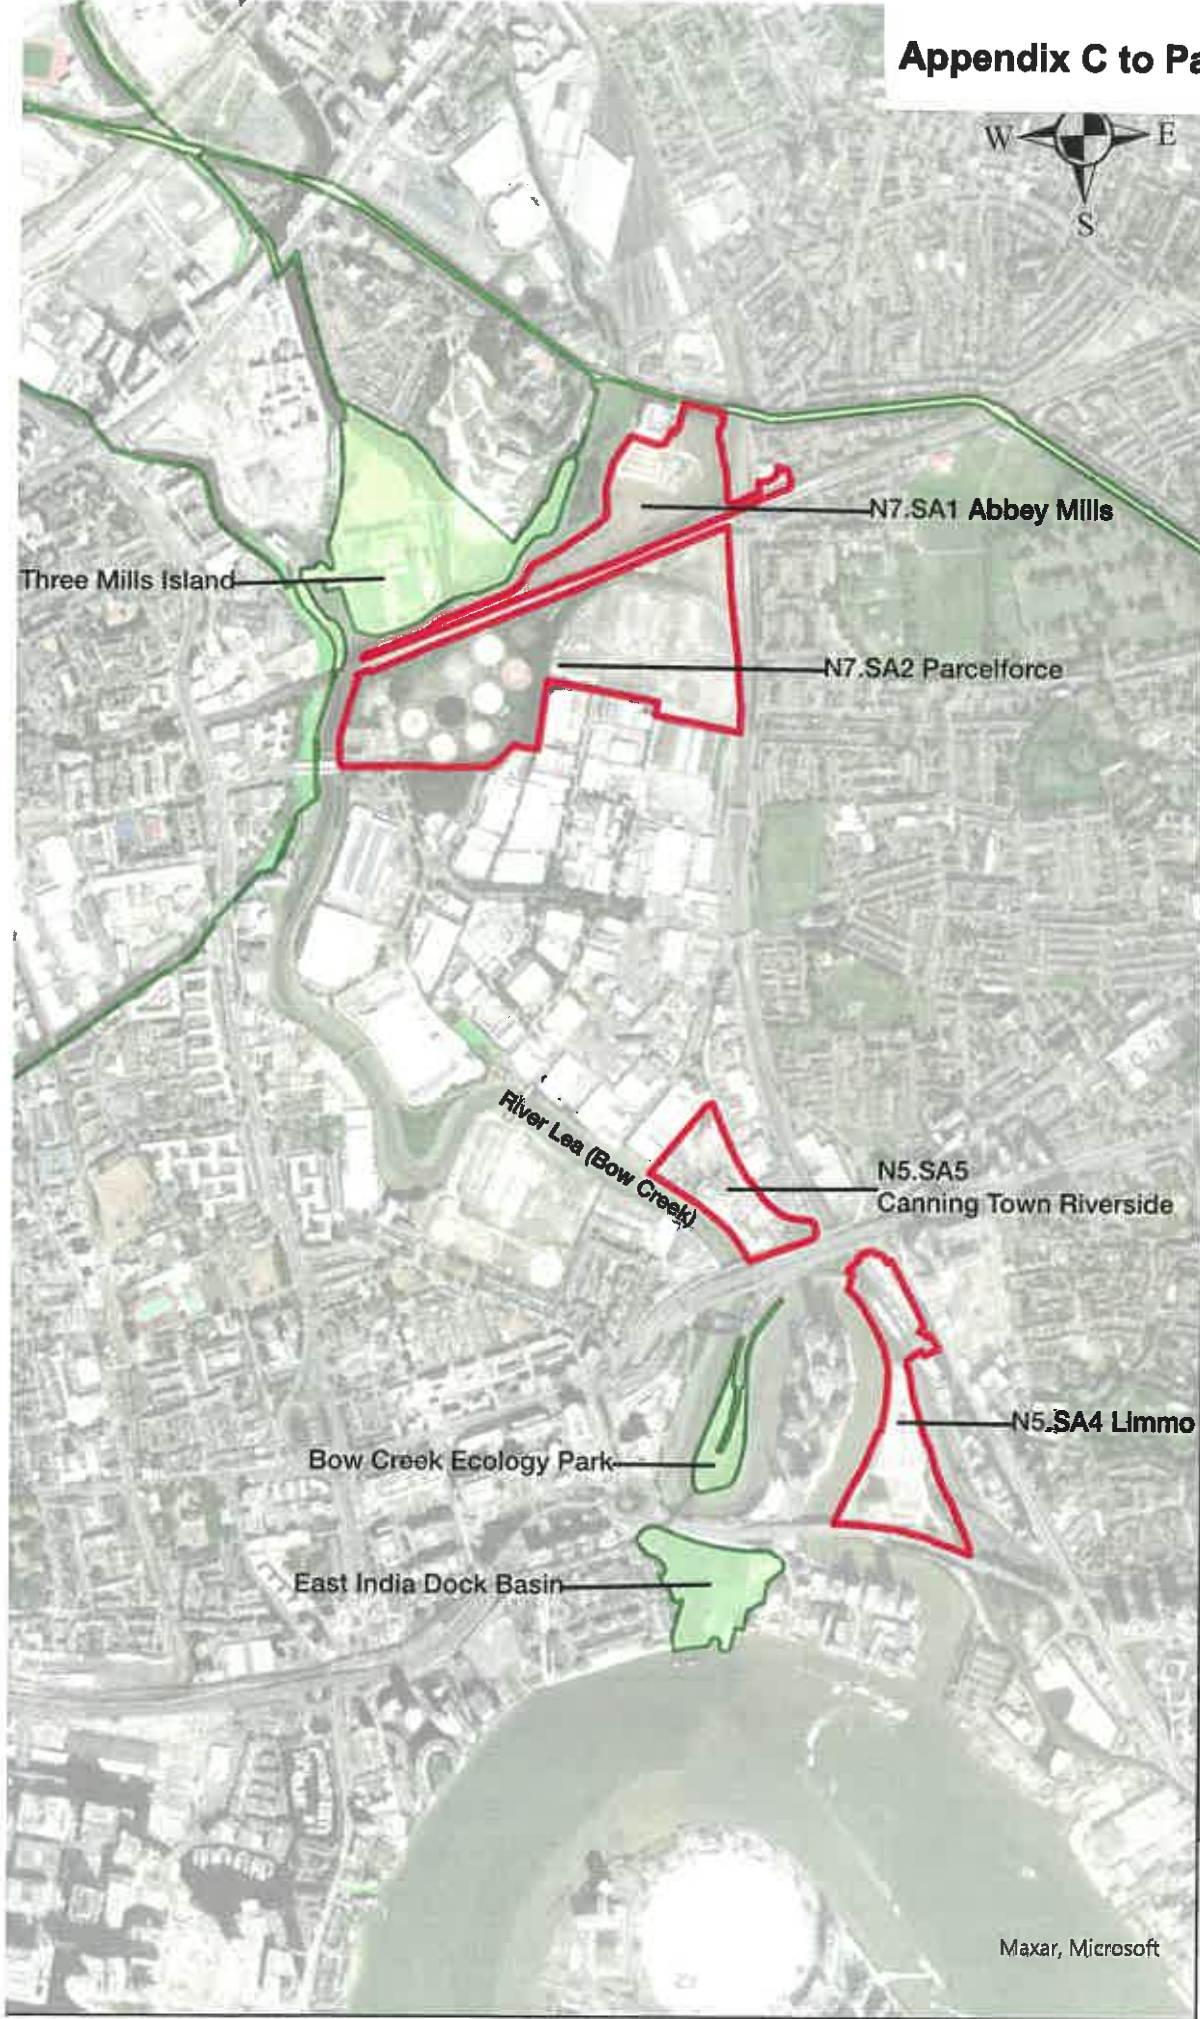 Appendix C to Pa
W E
S
N7.SA1 Abbey Mills
Three Mills Island
N7.SA2 Parcelforce
River Lea (Bow Creek)
N5.SA5
Canning Town Riverside
N5.SA4 Limmo
Bow Creek Ecology Park
East India Dock Basin
Maxar, Microsoft